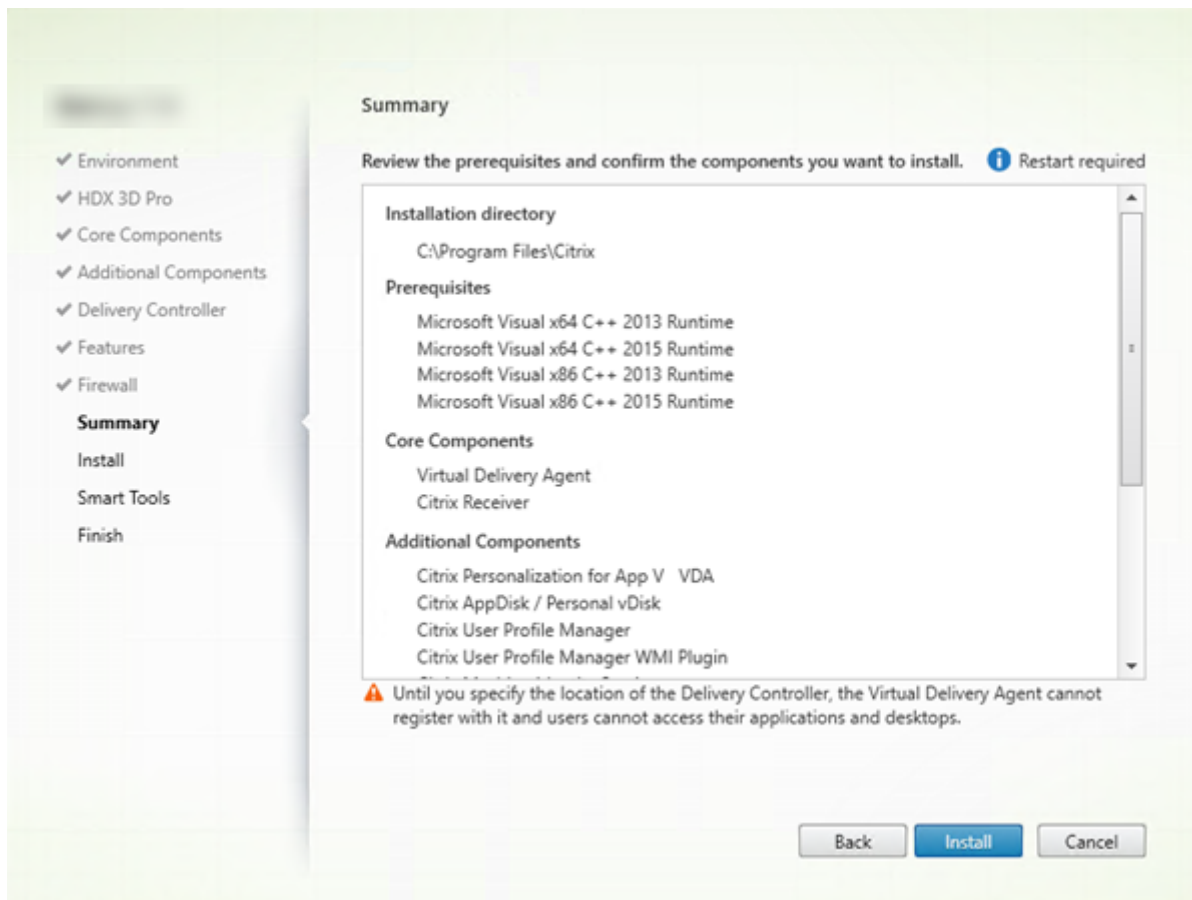 Environment
HDX 3D Pro
Core Components
Additional Components
Delivery Controller
Features
Firewall
Summary
Install
Smart Tools
Finish
Summary
Review the prerequisites and confirm the components you want to install.
Restart required
Installation directory
C:\Program Files\Citrix
Prerequisites
Microsoft Visual x64 C++ 2013 Runtime
Microsoft Visual x64 C++ 2015 Runtime
Microsoft Visual x86 C++ 2013 Runtime
Microsoft Visual x86 C++ 2015 Runtime
Core Components
Virtual Delivery Agent
Citrix Receiver
Additional Components
Citrix Personalization for App V VDA
Citrix AppDisk / Personal vDisk
Citrix User Profile Manager
Citrix User Profile Manager WMI Plugin
Until you specify the location of the Delivery Controller, the Virtual Delivery Agent cannot
register with it and users cannot access their applications and desktops.
Back
Install
Cancel